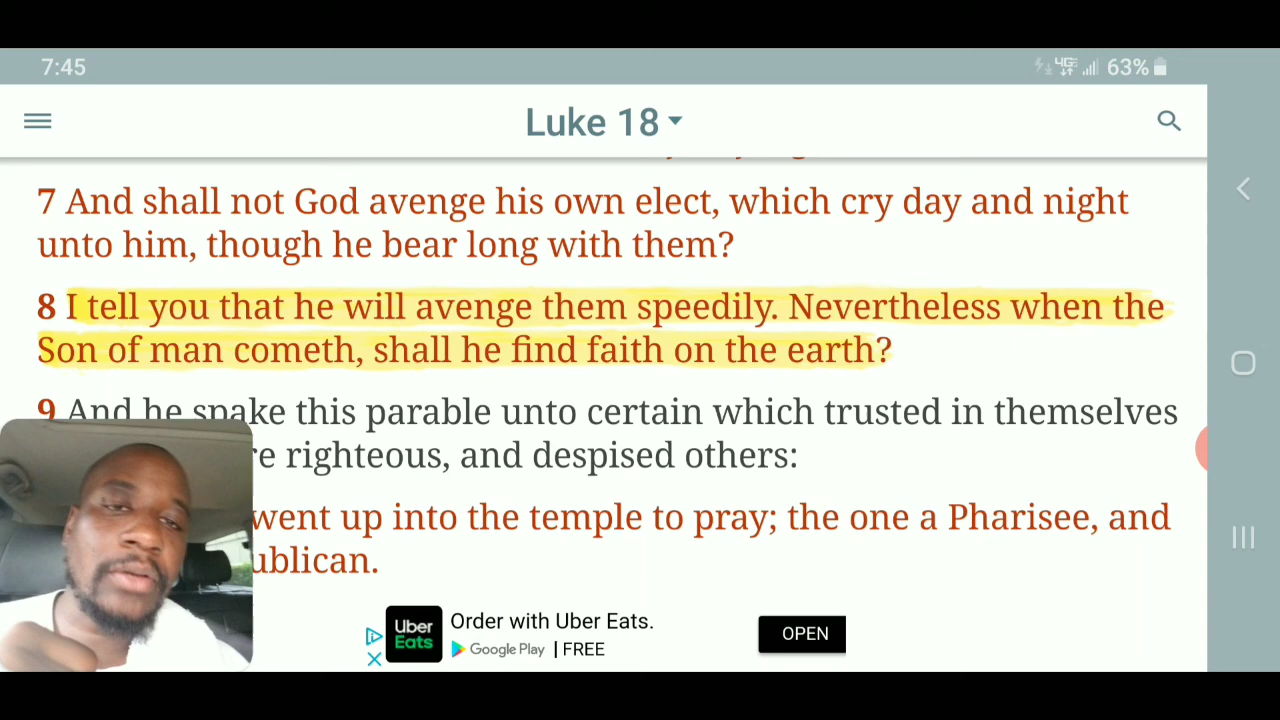 7:45
4G 63%
Luke 18
7 And shall not God avenge his own elect, which cry day and night
unto him, though he bear long with them?
8 I tell you that he will avenge them speedily. Nevertheless when the
Son of man cometh, shall he find faith on the earth?
9 And he spake this parable unto certain which trusted in themselves
re righteous, and despised others:
went up into the temple to pray; the one a Pharisee, and
ublican.
Uber
Eats
Order with Uber Eats.
Google Play | FREE
OPEN